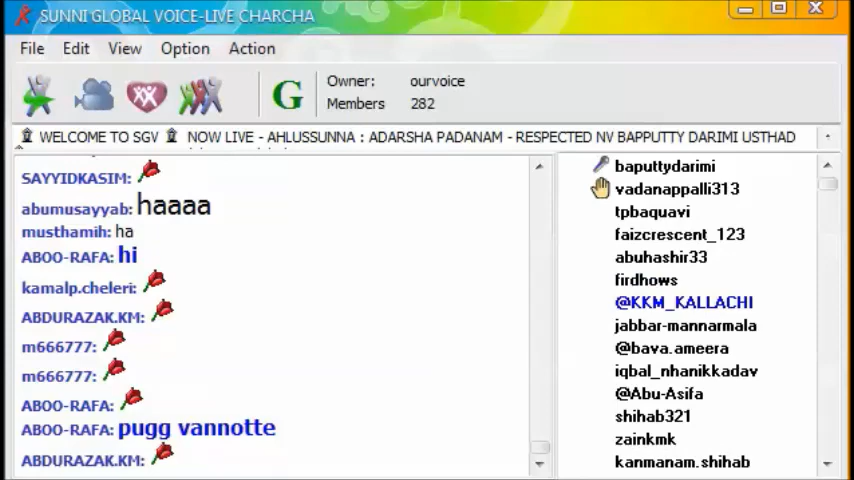 SUNNI GLOBAL VOICE-LIVE CHARCHA
File Edit View Option Action
G
Owner: ourvoice
Members 282
WELCOME TO SGV NOW LIVE - AHLUSSUNNA : ADARSHA PADANAM - RESPECTED NV BAPPUTTY DARIMI USTHAD
SAYYIDKASIM:
abumusayyab: haaaa
musthamih: ha
ABOO-RAFA: hi
kamalp.cheleri:
ABDURAZAK.KM:
m666777:
m666777:
ABOO-RAFA:
ABOO-RAFA: pugg vannotte
ABDURAZAK.KM:
baputtydarimi
vadanappalli313
tpbaquavi
faizcrescent_123
abuhashir33
firdhows
@KKM_KALLACHI
jabbar-mannarmala
@bava.ameera
iqbal_nhanikkadav
@Abu-Asifa
shihab321
zainkmk
kanmanam.shihab